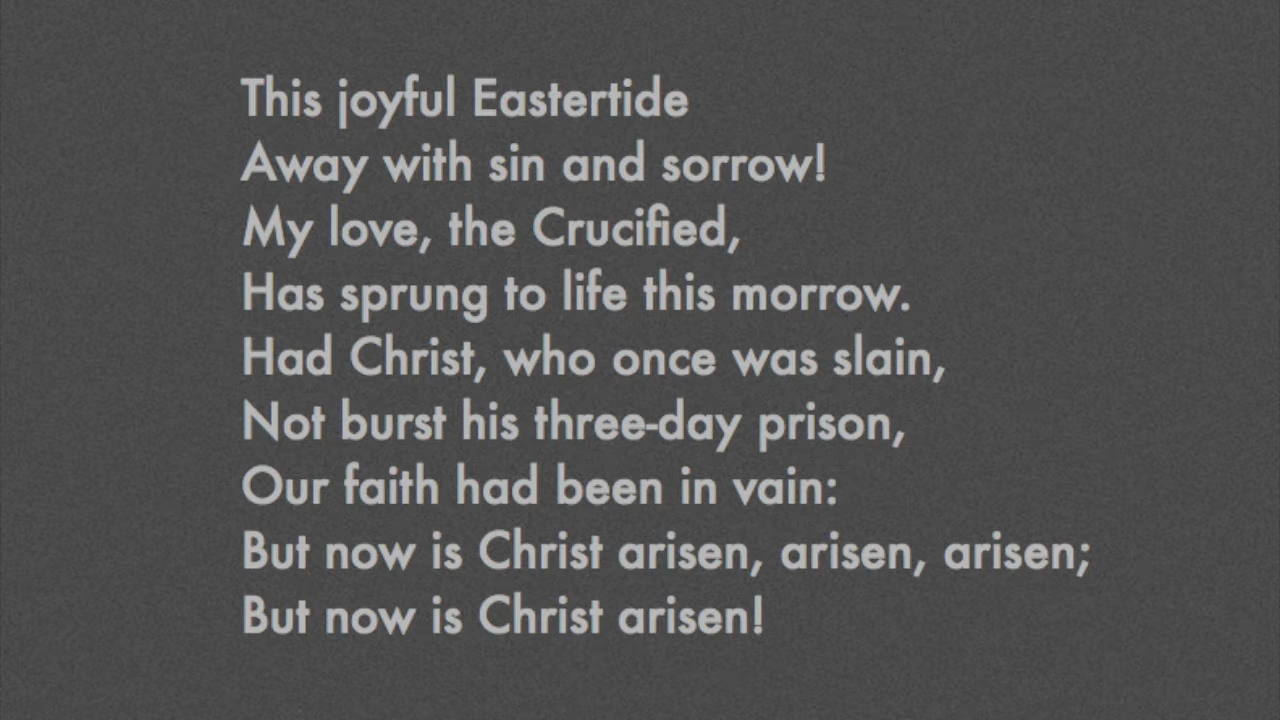 This joyful Eastertide
Away with sin and sorrow!
My love, the Crucified,
Has sprung to life this morrow.
Had Christ, who once was slain,
Not burst his three-day prison,
Our faith had been in vain:
But now is Christ arisen, arisen, arisen;
But now is Christ arisen!